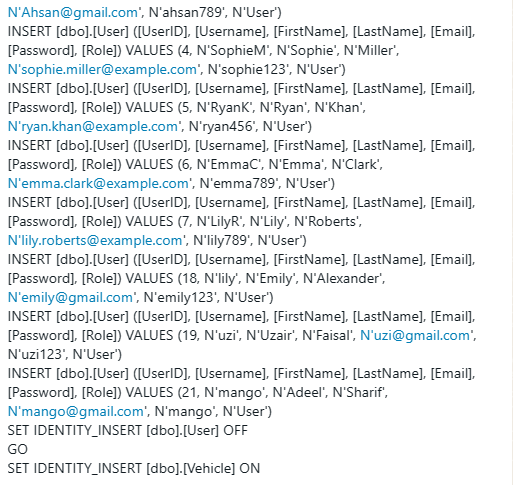 N'Ahsan@gmail.com', N'ahsan789', N'User')
INSERT [dbo].[User] ([UserID], [Username], [FirstName], [LastName], [Email],
[Password], [Role]) VALUES (4, N'SophieM', N'Sophie', N'Miller',
N'sophie.miller@example.com', N'sophie123', N'User')
INSERT [dbo].[User] ([UserID], [Username], [FirstName], [LastName], [Email],
[Password], [Role]) VALUES (5, N'RyanK', N'Ryan', N'Khan',
N'ryan.khan@example.com', N'ryan456', N'User')
INSERT [dbo].[User] ([UserID], [Username], [FirstName], [LastName], [Email],
[Password], [Role]) VALUES (6, N'EmmaC', N'Emma', N'Clark',
N'emma.clark@example.com', N'emma789', N'User')
INSERT [dbo].[User] ([UserID], [Username], [FirstName], [LastName], [Email],
[Password], [Role]) VALUES (7, N'LilyR', N'Lily', N'Roberts',
N'lily.roberts@example.com', N'lily789', N'User')
INSERT [dbo].[User] ([UserID], [Username], [FirstName], [LastName], [Email],
[Password], [Role]) VALUES (18, N'lily', N'Emily', N'Alexander',
N'emily@gmail.com', N'emily123', N'User')
INSERT [dbo].[User] ([UserID], [Username], [FirstName], [LastName], [Email],
[Password], [Role]) VALUES (19, N'uzi', N'Uzair', N'Faisal', N'uzi@gmail.com',
N'uzi123', N'User')
INSERT [dbo].[User] ([UserID], [Username], [FirstName], [LastName], [Email],
[Password], [Role]) VALUES (21, N'mango', N'Adeel', N'Sharif',
N'mango@gmail.com', N'mango', N'User')
SET IDENTITY_INSERT [dbo].[User] OFF
GO
SET IDENTITY_INSERT [dbo].[Vehicle] ON